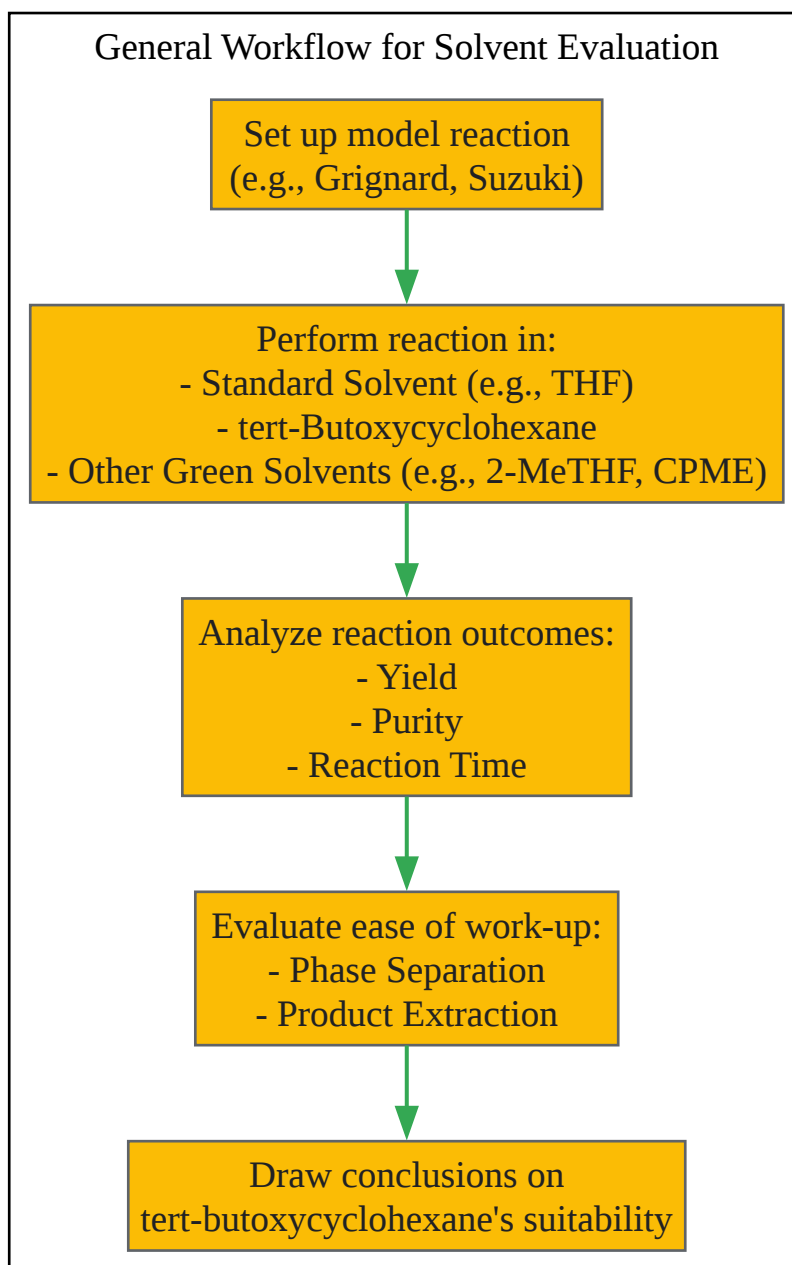 General Workflow for Solvent Evaluation
Set up model reaction
(e.g., Grignard, Suzuki)
Perform reaction in:
- Standard Solvent (e.g., THF)
- tert-Butoxycyclohexane
- Other Green Solvents (e.g., 2-MeTHF, CPME)
Analyze reaction outcomes:
- Yield
- Purity
- Reaction Time
Evaluate ease of work-up:
- Phase Separation
- Product Extraction
Draw conclusions on
tert-butoxycyclohexane's suitability